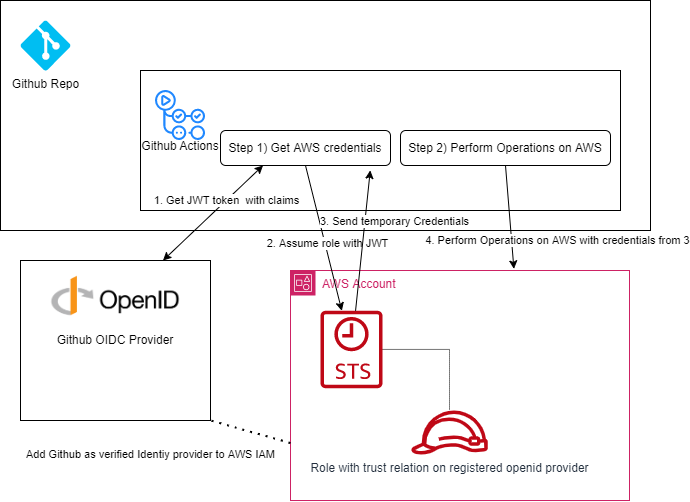 Github Repo
Github Actions
Step 1) Get AWS credentials
Step 2) Perform Operations on AWS
1. Get JWT token with claims
3. Send temporary Credentials
2. Assume role with JWT
4. Perform Operations on AWS with credentials from 3
OpenID
Github OIDC Provider
AWS Account
STS
Add Github as verified Identiy provider to AWS IAM
Role with trust relation on registered openid provider